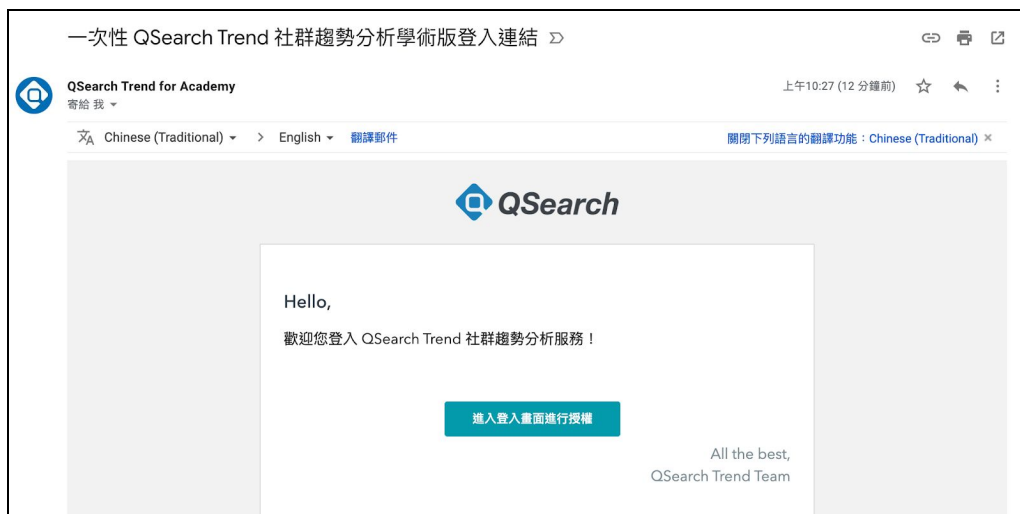 一次性 QSearch Trend 社群趨勢分析學術版登入連結
QSearch Trend for Academy
上午10:27 (12 分鐘前)
寄給 我
Chinese (Traditional) > English 翻譯郵件
關閉下列語言的翻譯功能：Chinese (Traditional) ×
QSearch
Hello,
歡迎您登入 QSearch Trend 社群趨勢分析服務！
進入登入畫面進行授權
All the best,
QSearch Trend Team